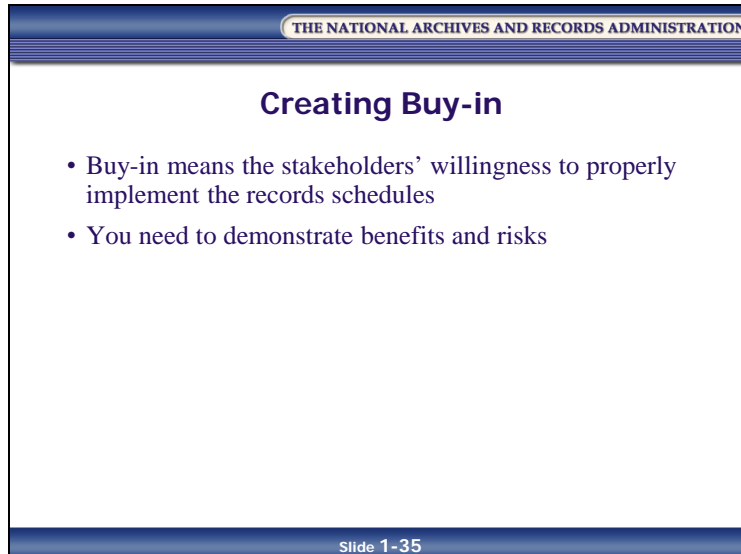 THE NATIONAL ARCHIVES AND RECORDS ADMINISTRATION
Creating Buy-in
• Buy-in means the stakeholders’ willingness to properly
implement the records schedules
• You need to demonstrate benefits and risks
Slide 1-35